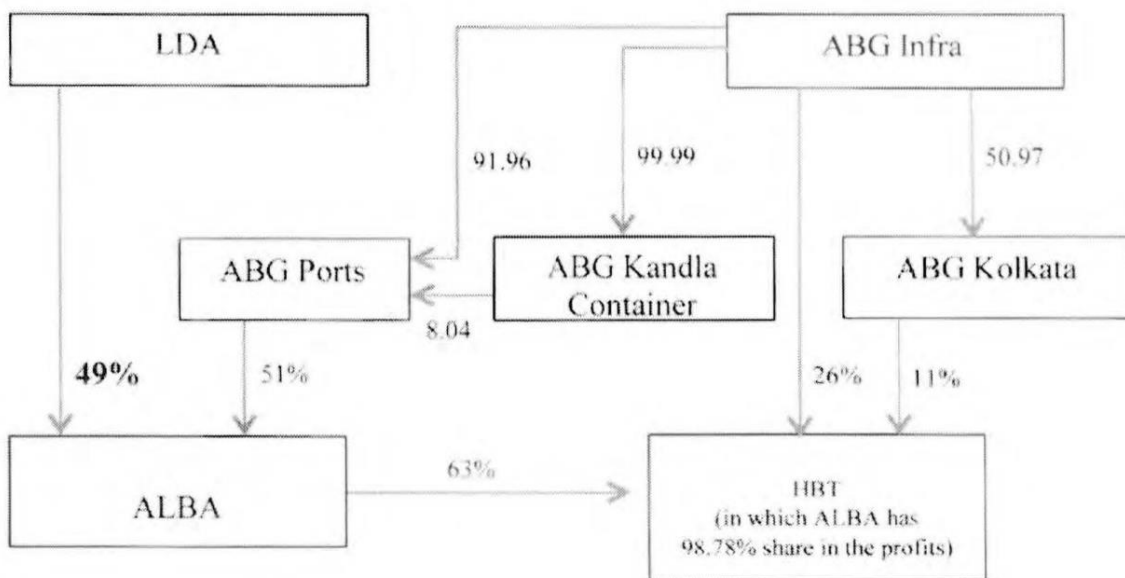 LDA
ABG Infra
91.96
99.99
50.97
ABG Ports
ABG Kandla
Container
ABG Kolkata
8.04
49%
51%
26%
11%
ALBA
63%
HBT
(in which ALBA has
98.78% share in the profits)